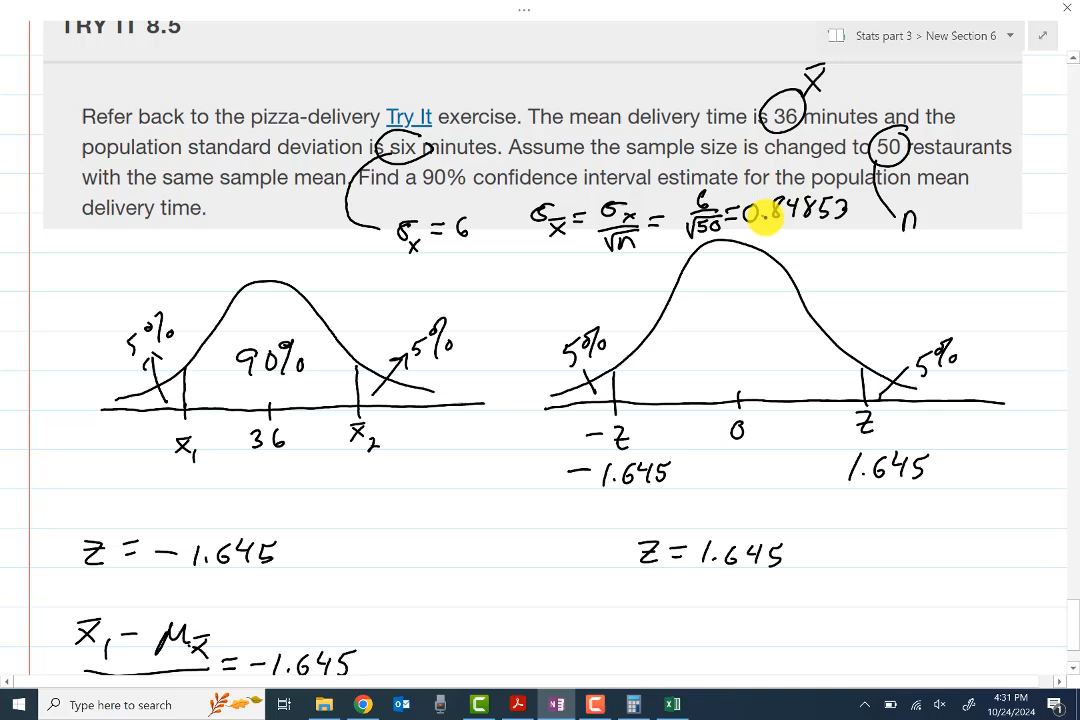 ...
TRY IT 8.5
Stats part 3 > New Section 6
x̄
Refer back to the pizza-delivery Try It exercise. The mean delivery time is 36 minutes and the
population standard deviation is six minutes. Assume the sample size is changed to 50 restaurants
with the same sample mean. Find a 90% confidence interval estimate for the population mean
delivery time.
σx = 6
σx̄ = σx/√n = 6/√50 = 0.84853
n
5% 90% 5%
x̄1 36 x̄2
5% 5%
-z 0 z
-1.645 1.645
z = -1.645
z = 1.645
x̄1 - μx̄
= -1.645
Type here to search
4:31 PM
10/24/2024